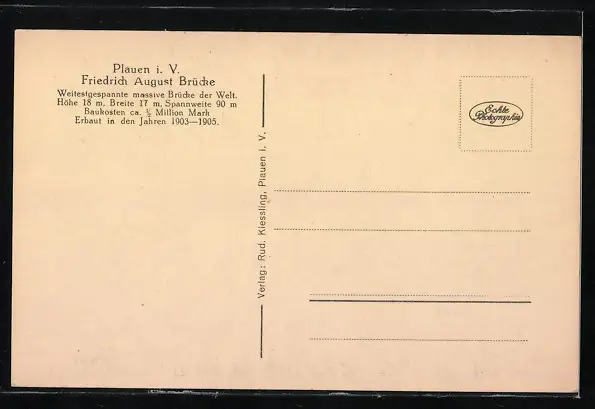 Plauen i. V.
Friedrich August Brücke
Weitestgespannte massive Brücke der Welt.
Höhe 18 m. Breite 17 m. Spannweite 90 m
Baukosten ca. ½ Million Mark
Erbaut in den Jahren 1903—1905.
Verlag: Rud. Kiessling, Plauen i. V.
Echte
Photographie